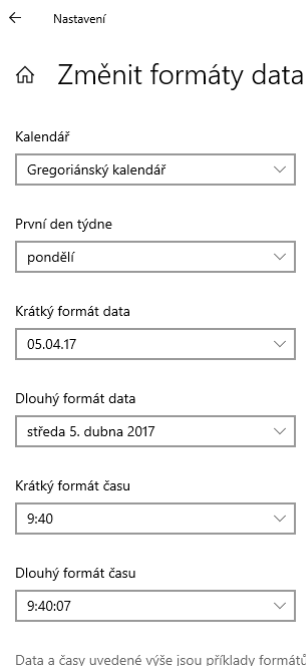 Nastavení
Změnit formáty data
Kalendář
Gregoriánský kalendář
První den týdne
pondělí
Krátký formát data
05.04.17
Dlouhý formát data
středa 5. dubna 2017
Krátký formát času
9:40
Dlouhý formát času
9:40:07
Data a časy uvedené výše jsou příklady formátů